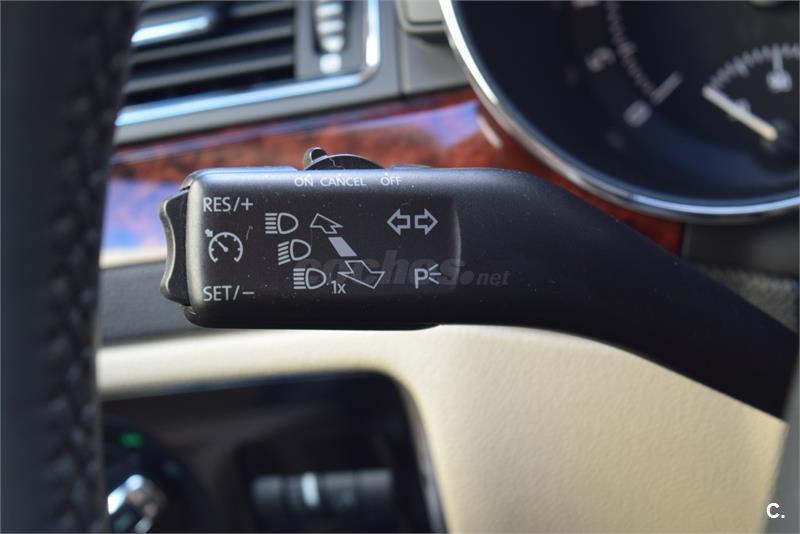 ON CANCEL OFF
RES/+
SET/-
1x
P
coches.net
C.